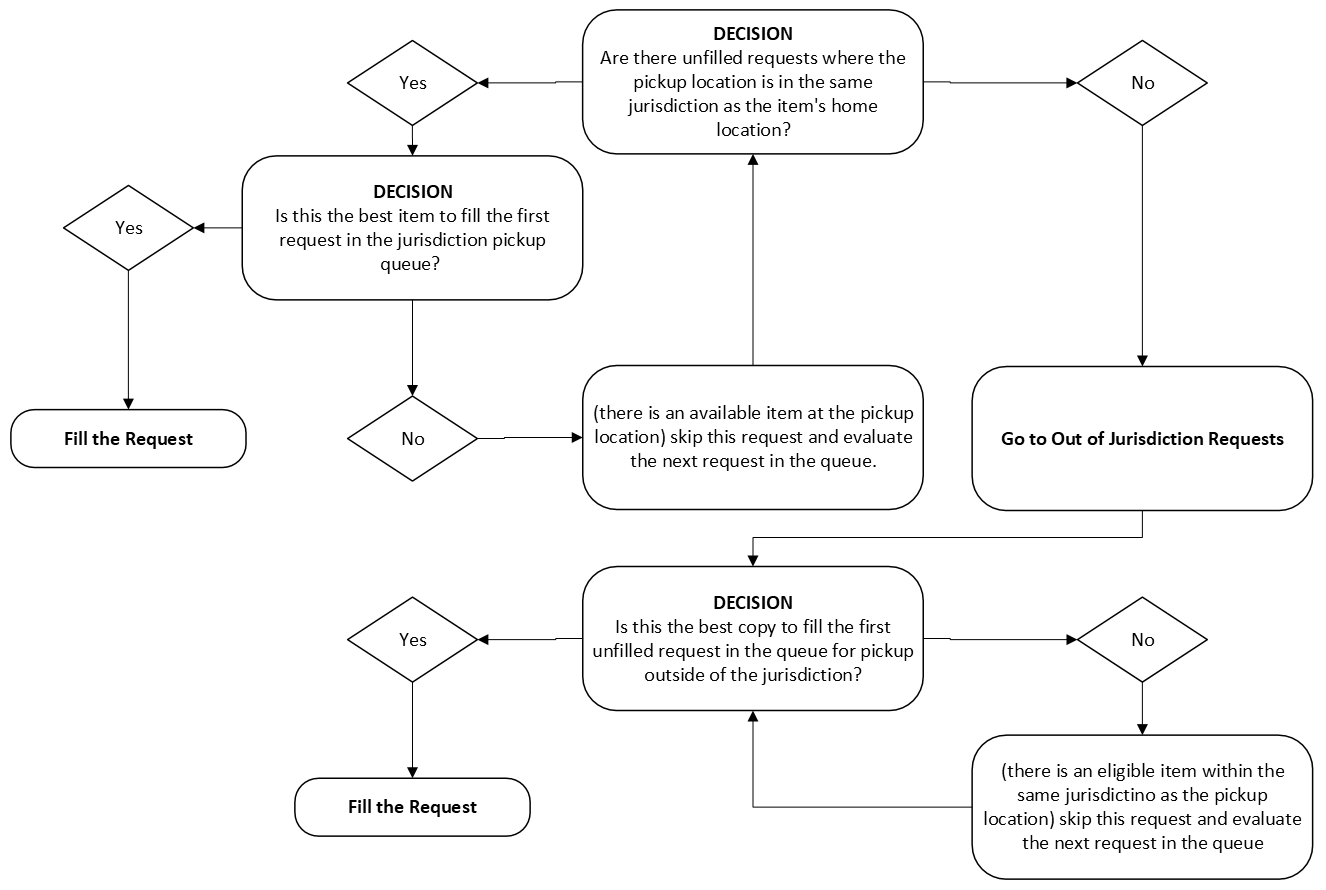 DECISION
Are there unfilled requests where the
pickup location is in the same
jurisdiction as the item's home
location?
Yes
No
DECISION
Is this the best item to fill the first
request in the jurisdiction pickup
queue?
Yes
Fill the Request
No
(there is an available item at the pickup
location) skip this request and evaluate
the next request in the queue.
Go to Out of Jurisdiction Requests
DECISION
Is this the best copy to fill the first
unfilled request in the queue for pickup
outside of the jurisdiction?
Yes
No
Fill the Request
(there is an eligible item within the
same jurisdictino as the pickup
location) skip this request and evaluate
the next request in the queue